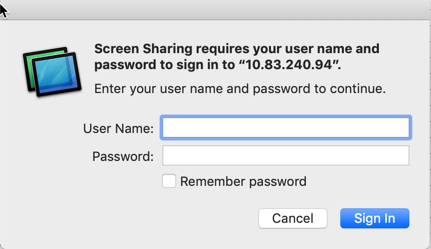 Screen Sharing requires your user name and
password to sign in to “10.83.240.94”.
Enter your user name and password to continue.
User Name:
Password:
Remember password
Cancel
Sign In